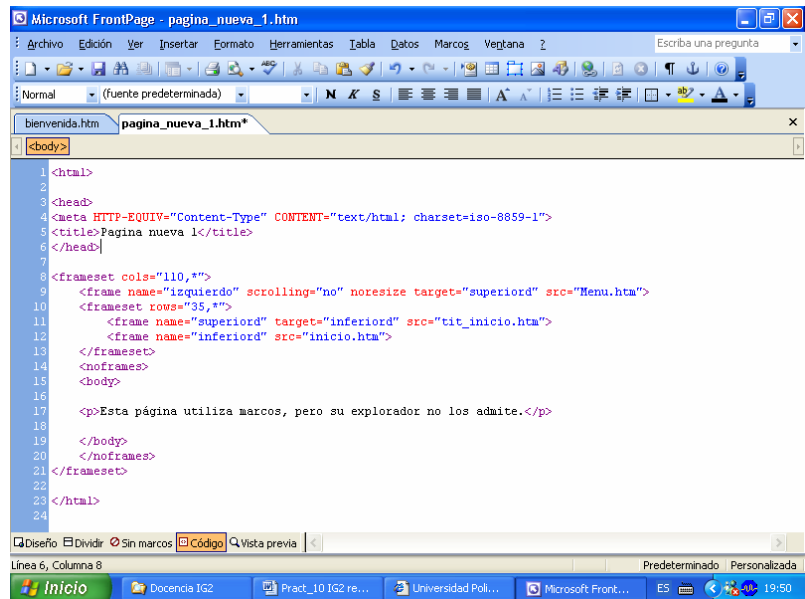 Microsoft FrontPage - pagina_nueva_1.htm
Archivo Edición Ver Insertar Formato Herramientas Tabla Datos Marcos Ventana ? Escriba una pregunta
Normal (fuente predeterminada) N K S A A A
bienvenida.htm pagina_nueva_1.htm*
<body>
1 <html>
2
3 <head>
4 <meta HTTP-EQUIV="Content-Type" CONTENT="text/html; charset=iso-8859-1">
5 <title>Pagina nueva 1</title>
6 </head>
7
8 <frameset cols="110,*">
9 <frame name="izquierdo" scrolling="no" noresize target="superiord" src="Menu.htm">
10 <frameset rows="35,*">
11 <frame name="superiord" target="inferiord" src="tit_inicio.htm">
12 <frame name="inferiord" src="inicio.htm">
13 </frameset>
14 <noframes>
15 <body>
16
17 <p>Esta página utiliza marcos, pero su explorador no los admite.</p>
18
19 </body>
20 </noframes>
21 </frameset>
22
23 </html>
24
Diseño Dividir Sin marcos Código Vista previa
Línea 6, Columna 8 Predeterminado Personalizada
Inicio Docencia IG2 Pract_10 IG2 re... Universidad Poli... Microsoft Front... ES 19:50